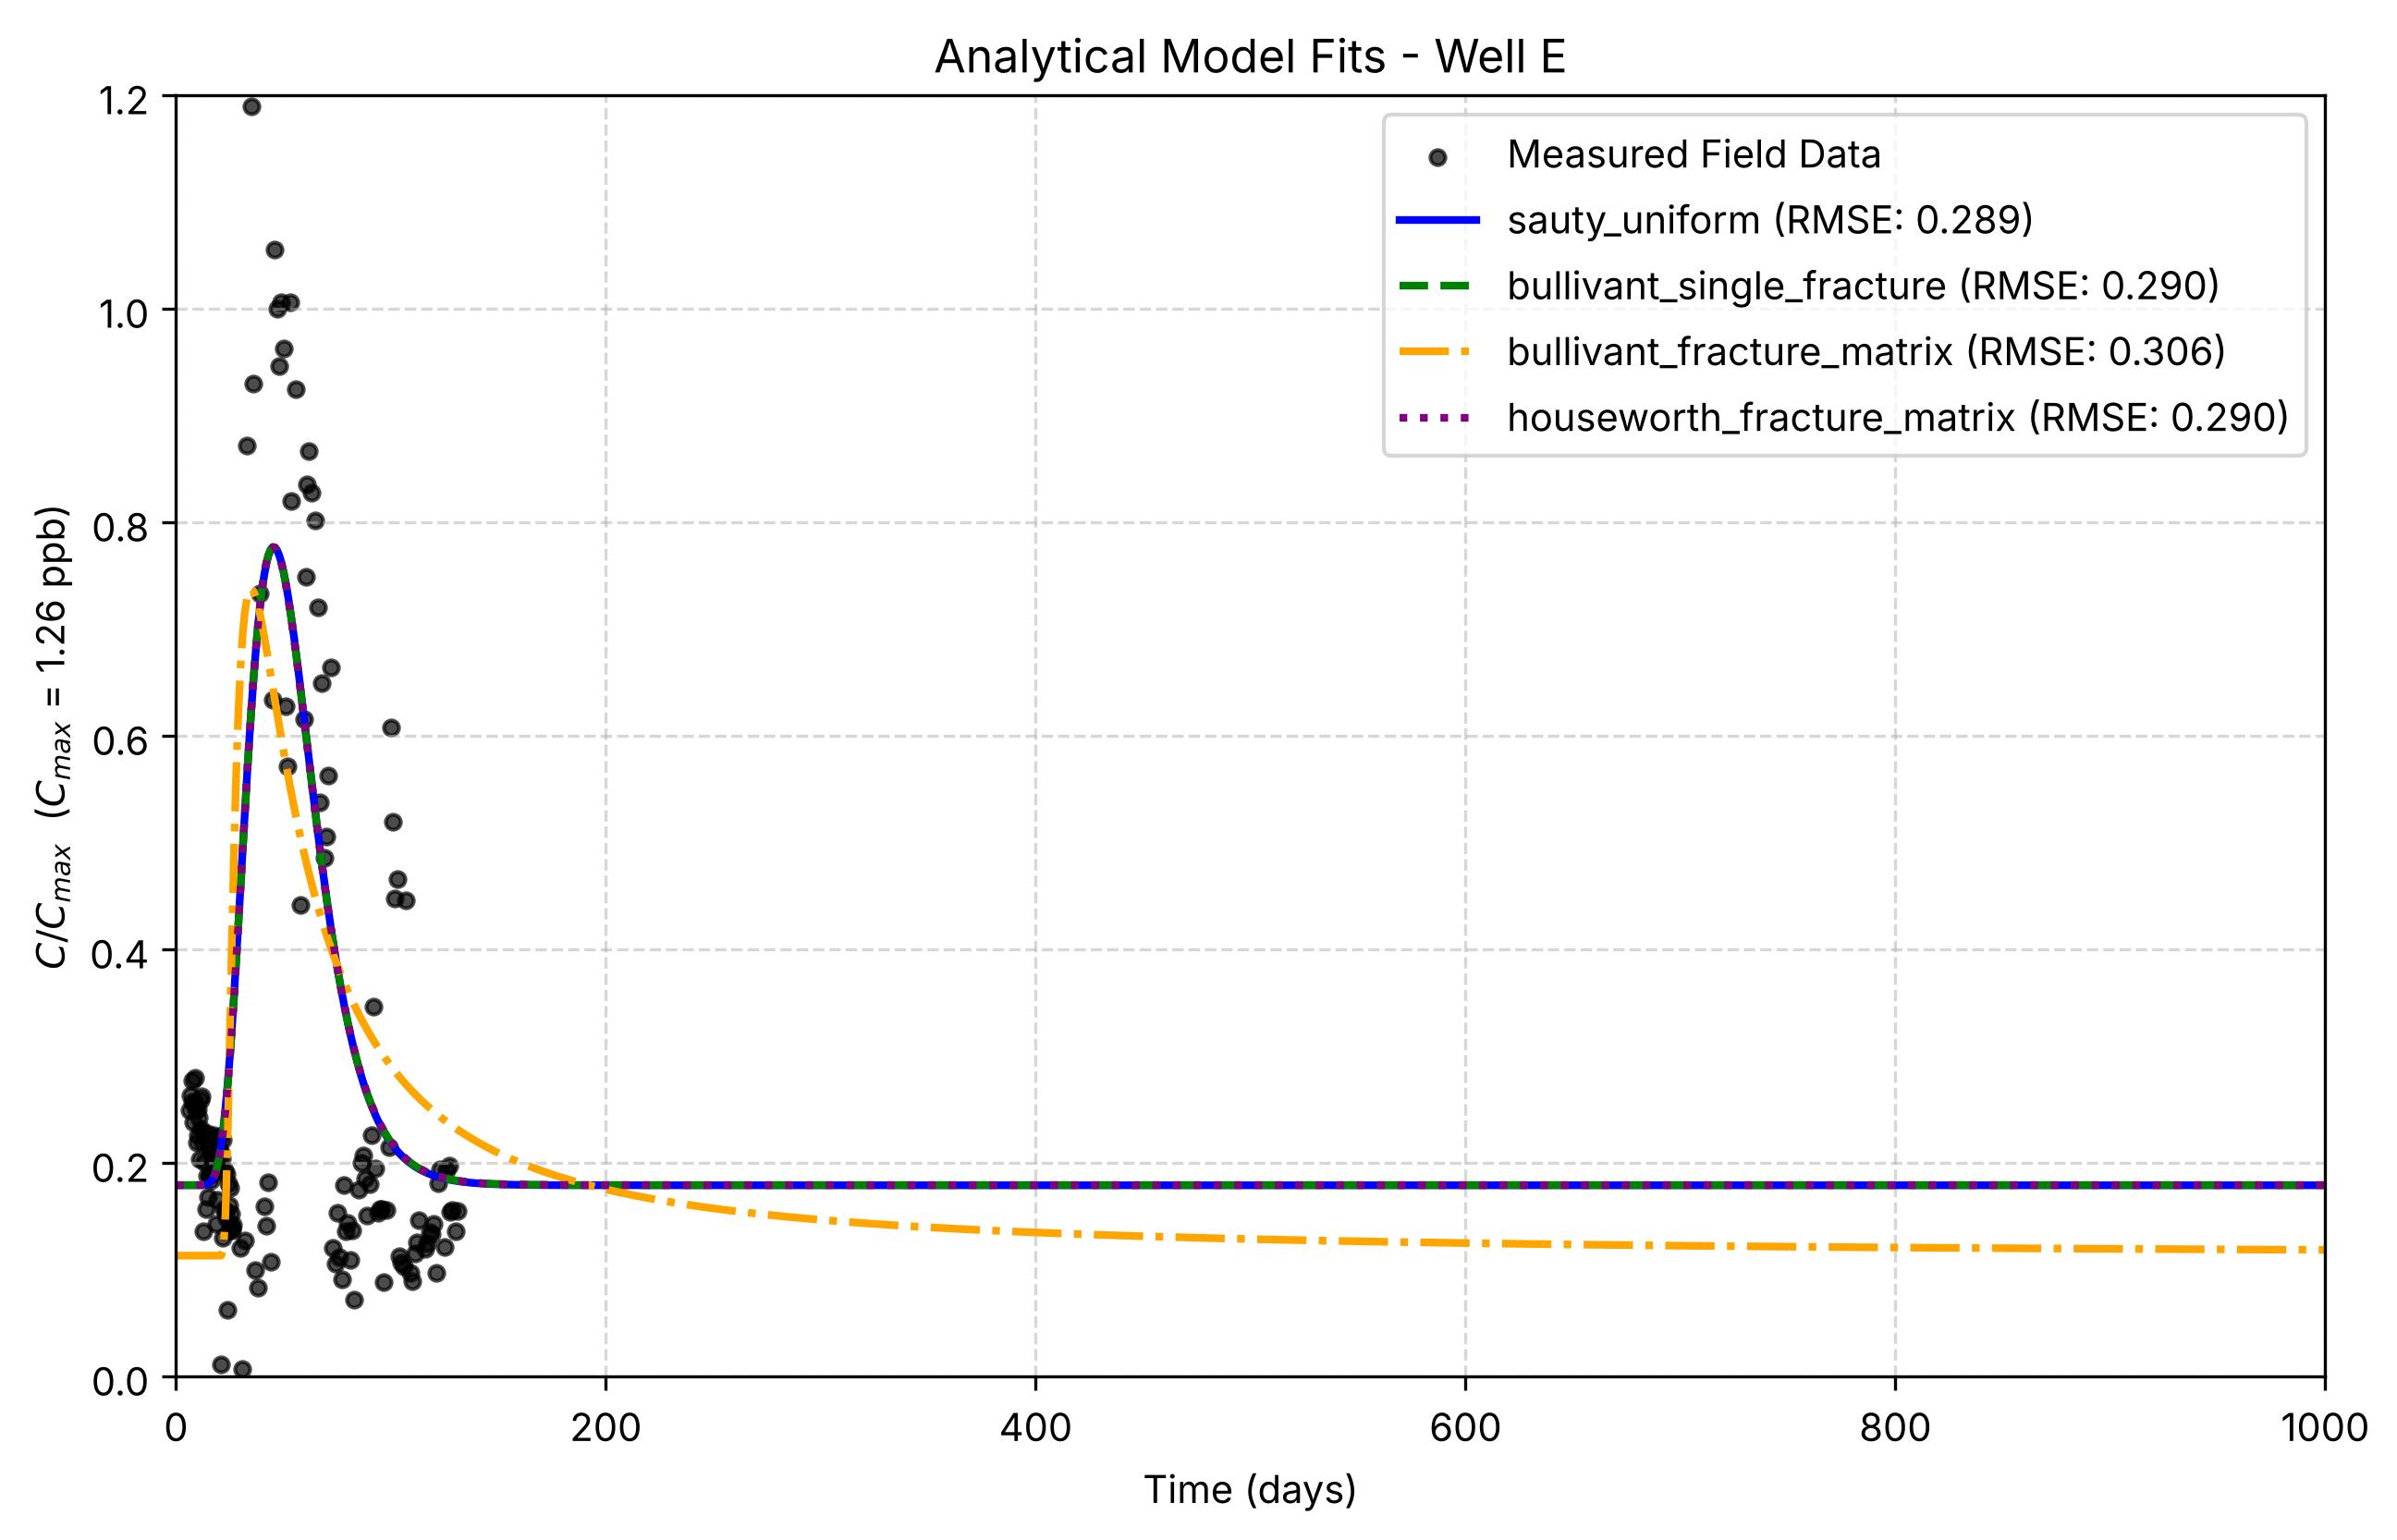 Analytical Model Fits - Well E
1.2
1.0
0.8
0.6
0.4
0.2
0.0
C/Cmax (Cmax = 1.26 ppb)
Measured Field Data
sauty_uniform (RMSE: 0.289)
bullivant_single_fracture (RMSE: 0.290)
bullivant_fracture_matrix (RMSE: 0.306)
houseworth_fracture_matrix (RMSE: 0.290)
0 200 400 600 800 1000
Time (days)